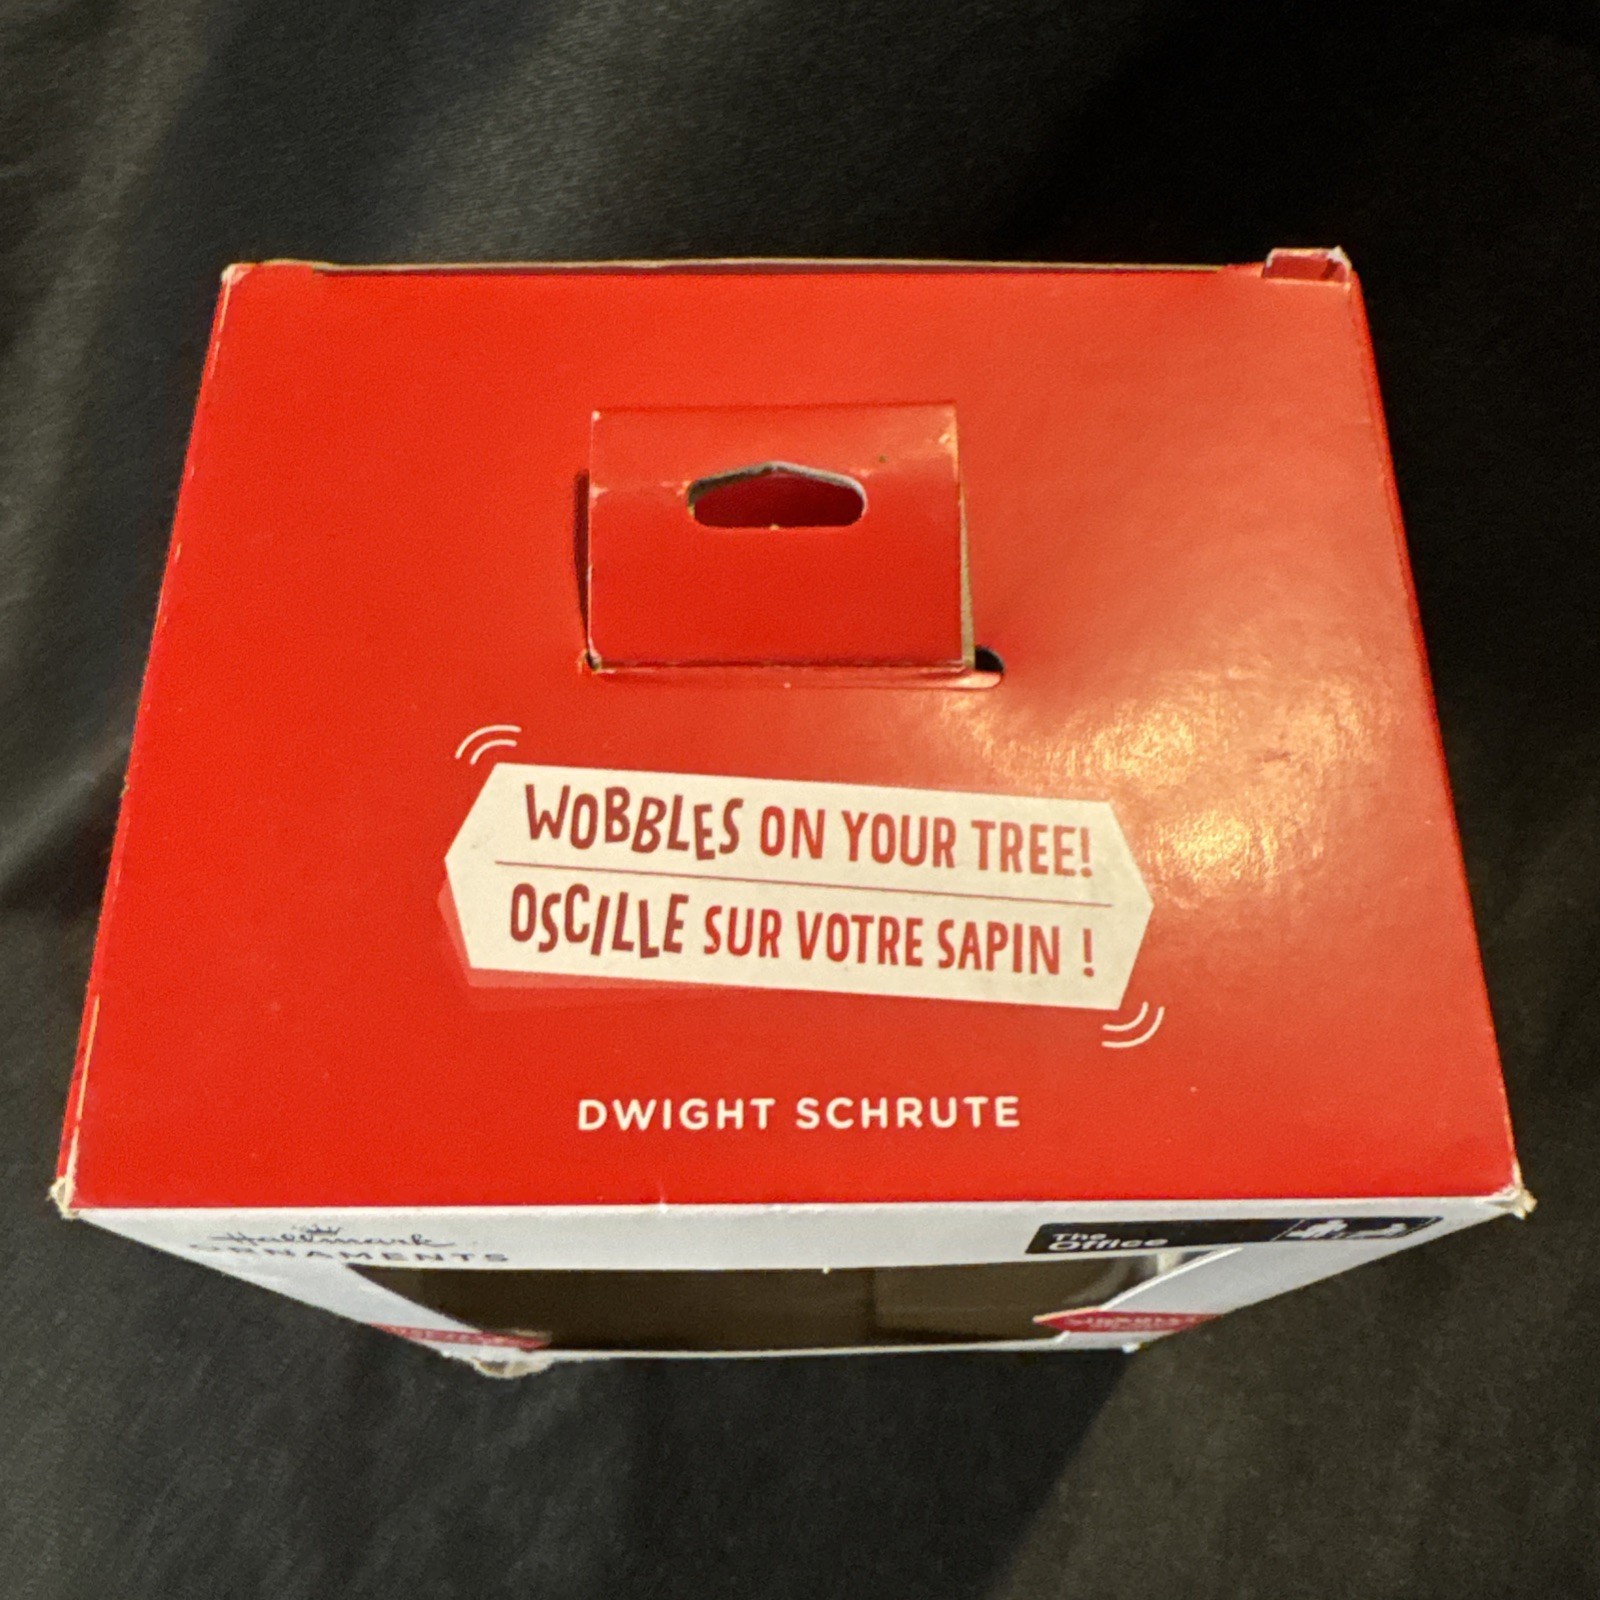 WOBBLES ON YOUR TREE!
OSCILLE SUR VOTRE SAPIN !
DWIGHT SCHRUTE
Hallmark
ORNAMENTS
The
Office